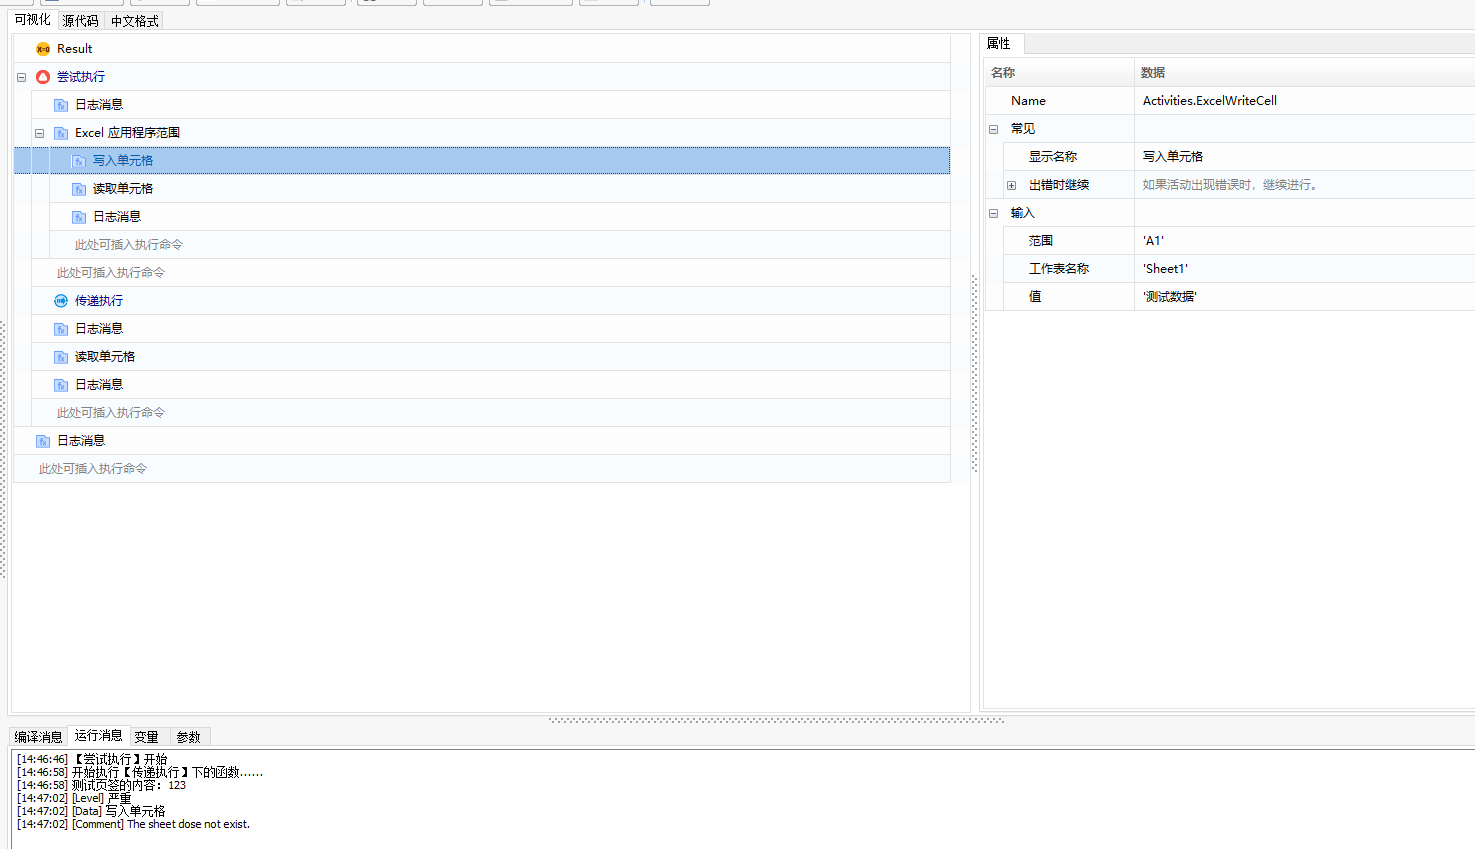 可视化 源代码 中文格式
Result
尝试执行
日志消息
Excel 应用程序范围
写入单元格
读取单元格
日志消息
此处可插入执行命令
此处可插入执行命令
传递执行
日志消息
读取单元格
日志消息
此处可插入执行命令
日志消息
此处可插入执行命令
属性
名称 数据
Name Activities.ExcelWriteCell
常见
显示名称 写入单元格
出错时继续 如果活动出现错误时，继续进行。
输入
范围 'A1'
工作表名称 'Sheet1'
值 '测试数据'
编译消息 运行消息 变量 参数
[14:46:46] 【尝试执行】开始
[14:46:58] 开始执行【传递执行】下的函数......
[14:46:58] 测试页签的内容：123
[14:47:02] [Level] 严重
[14:47:02] [Data] 写入单元格
[14:47:02] [Comment] The sheet dose not exist.